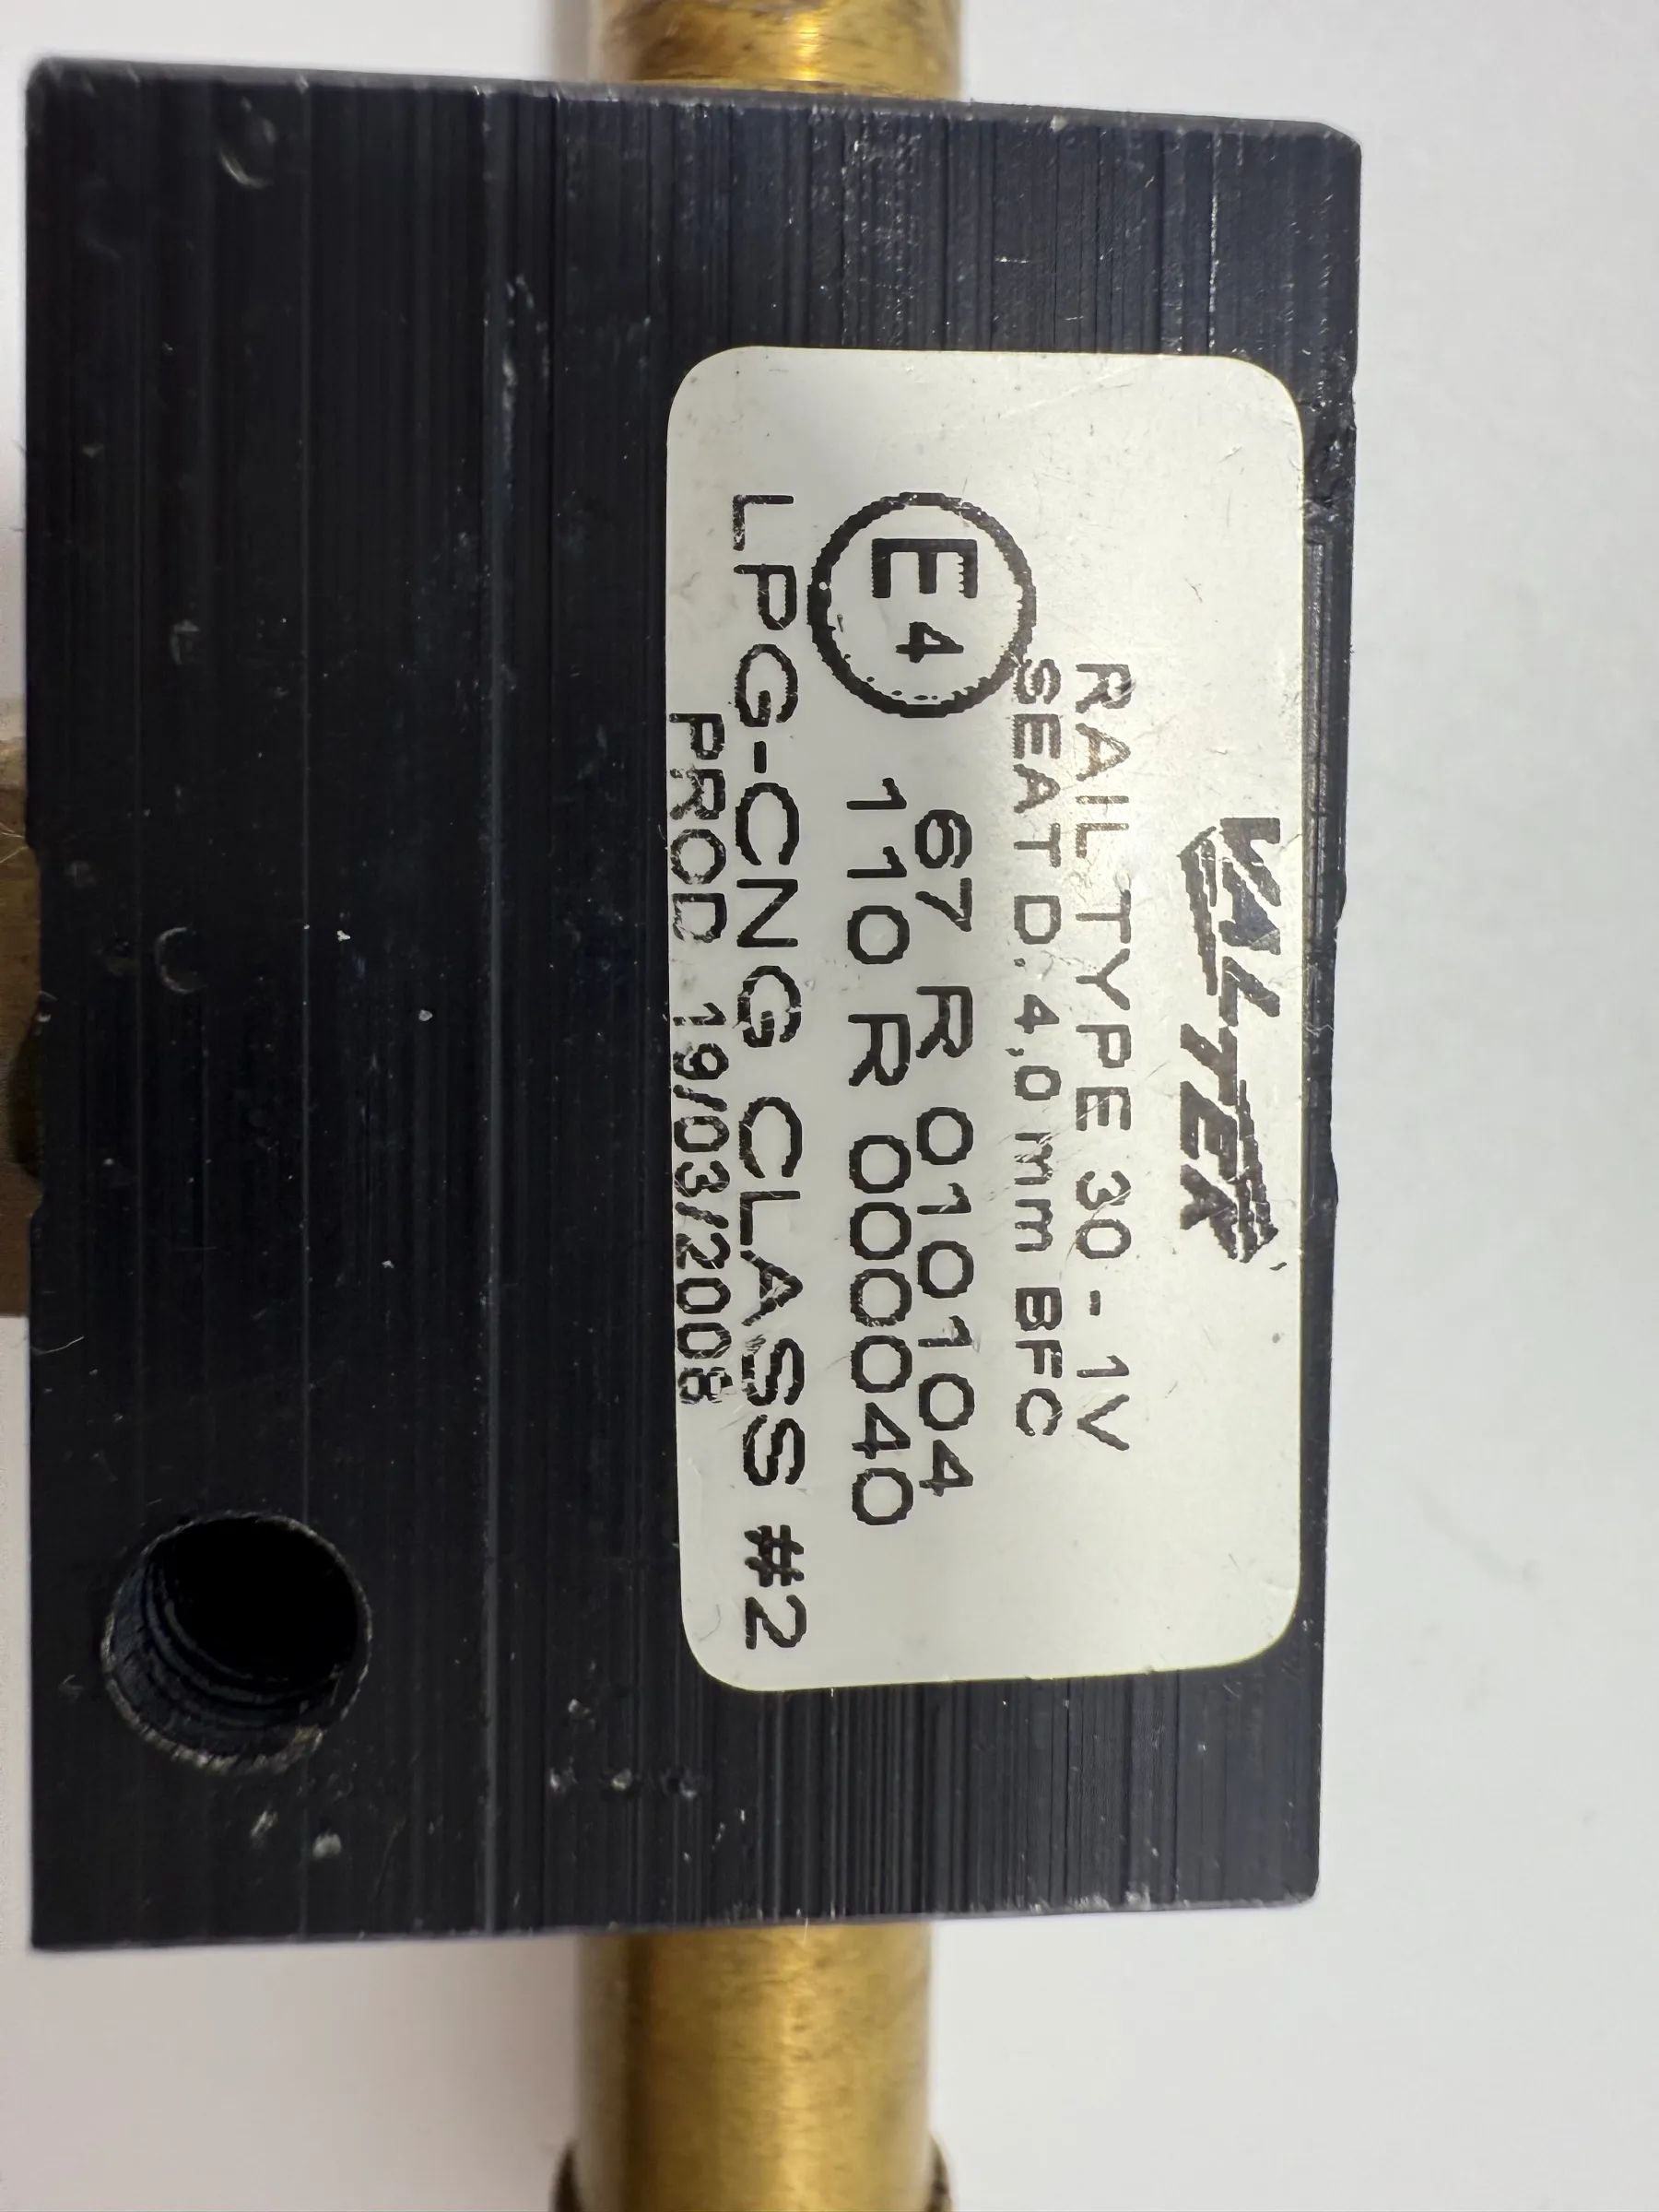 VALTEK
RAIL TYPE 30 - 1V
SEAT D. 4,0 mm BFC
E4
67 R 010104
110 R 000040
LPG-CNG CLASS #2
PROD 19/03/2008